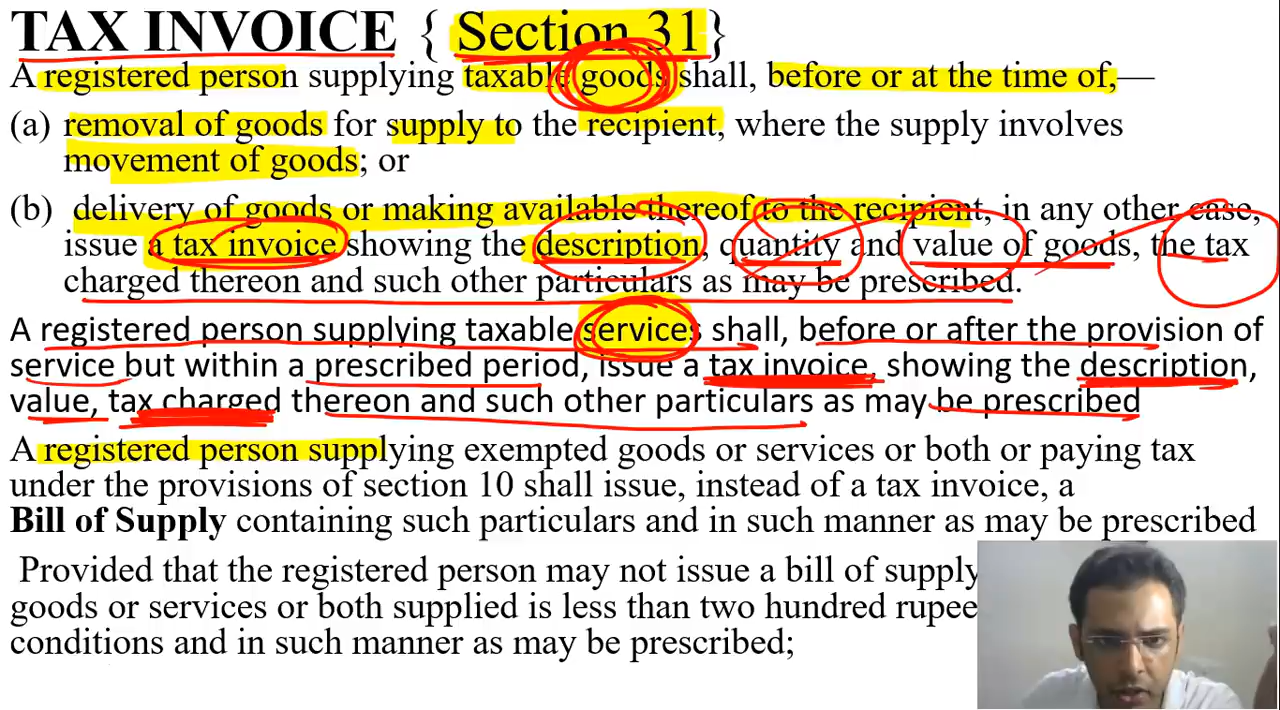 TAX INVOICE { Section 31}
A registered person supplying taxable goods shall, before or at the time of,—
(a) removal of goods for supply to the recipient, where the supply involves
movement of goods; or
(b) delivery of goods or making available thereof to the recipient, in any other case,
issue a tax invoice showing the description, quantity and value of goods, the tax
charged thereon and such other particulars as may be prescribed.
A registered person supplying taxable services shall, before or after the provision of
service but within a prescribed period, issue a tax invoice, showing the description,
value, tax charged thereon and such other particulars as may be prescribed
A registered person supplying exempted goods or services or both or paying tax
under the provisions of section 10 shall issue, instead of a tax invoice, a
Bill of Supply containing such particulars and in such manner as may be prescribed
Provided that the registered person may not issue a bill of supply
goods or services or both supplied is less than two hundred rupee
conditions and in such manner as may be prescribed;